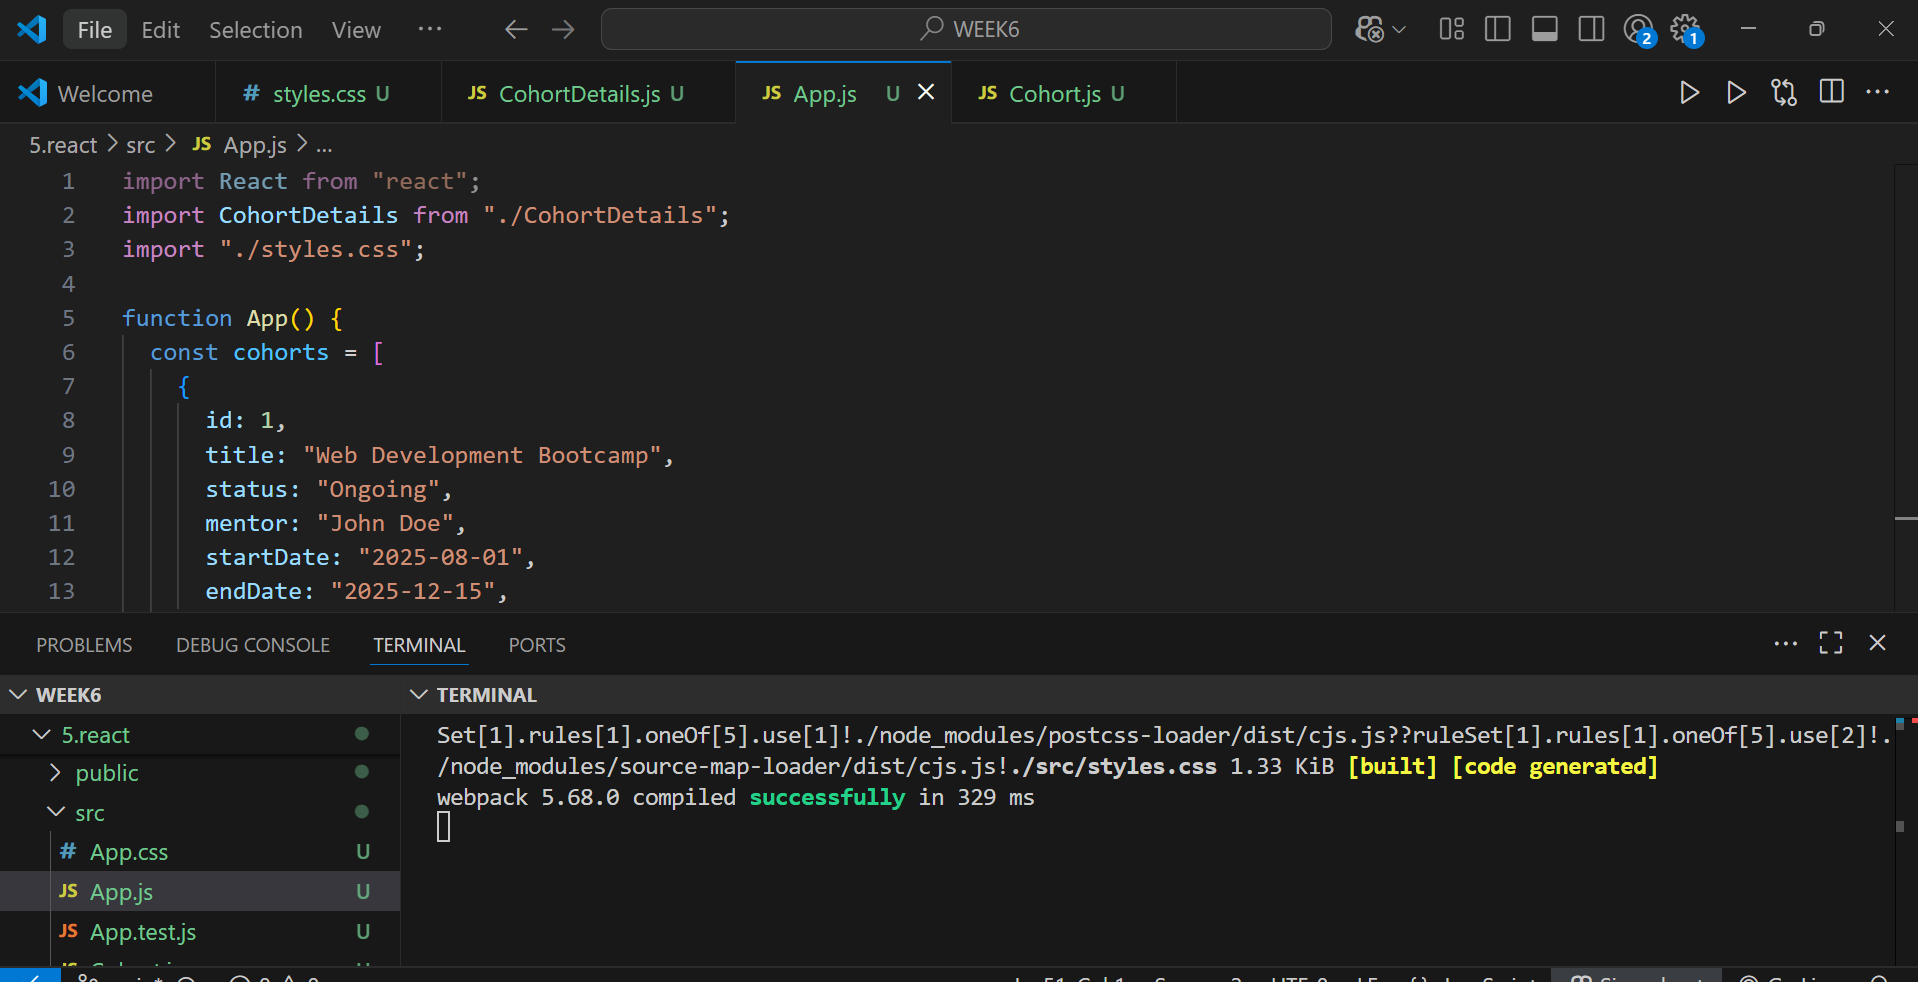 File Edit Selection View ··· WEEK6 2 1
Welcome # styles.css U JS CohortDetails.js U JS App.js U JS Cohort.js U
5.react > src > JS App.js > ...
1 import React from "react";
2 import CohortDetails from "./CohortDetails";
3 import "./styles.css";
4
5 function App() {
6 const cohorts = [
7 {
8 id: 1,
9 title: "Web Development Bootcamp",
10 status: "Ongoing",
11 mentor: "John Doe",
12 startDate: "2025-08-01",
13 endDate: "2025-12-15",
PROBLEMS DEBUG CONSOLE TERMINAL PORTS
WEEK6
5.react
public
src
# App.css U
JS App.js U
JS App.test.js U
TERMINAL
Set[1].rules[1].oneOf[5].use[1]!./node_modules/postcss-loader/dist/cjs.js??ruleSet[1].rules[1].oneOf[5].use[2]!.
/node_modules/source-map-loader/dist/cjs.js!./src/styles.css 1.33 KiB [built] [code generated]
webpack 5.68.0 compiled successfully in 329 ms